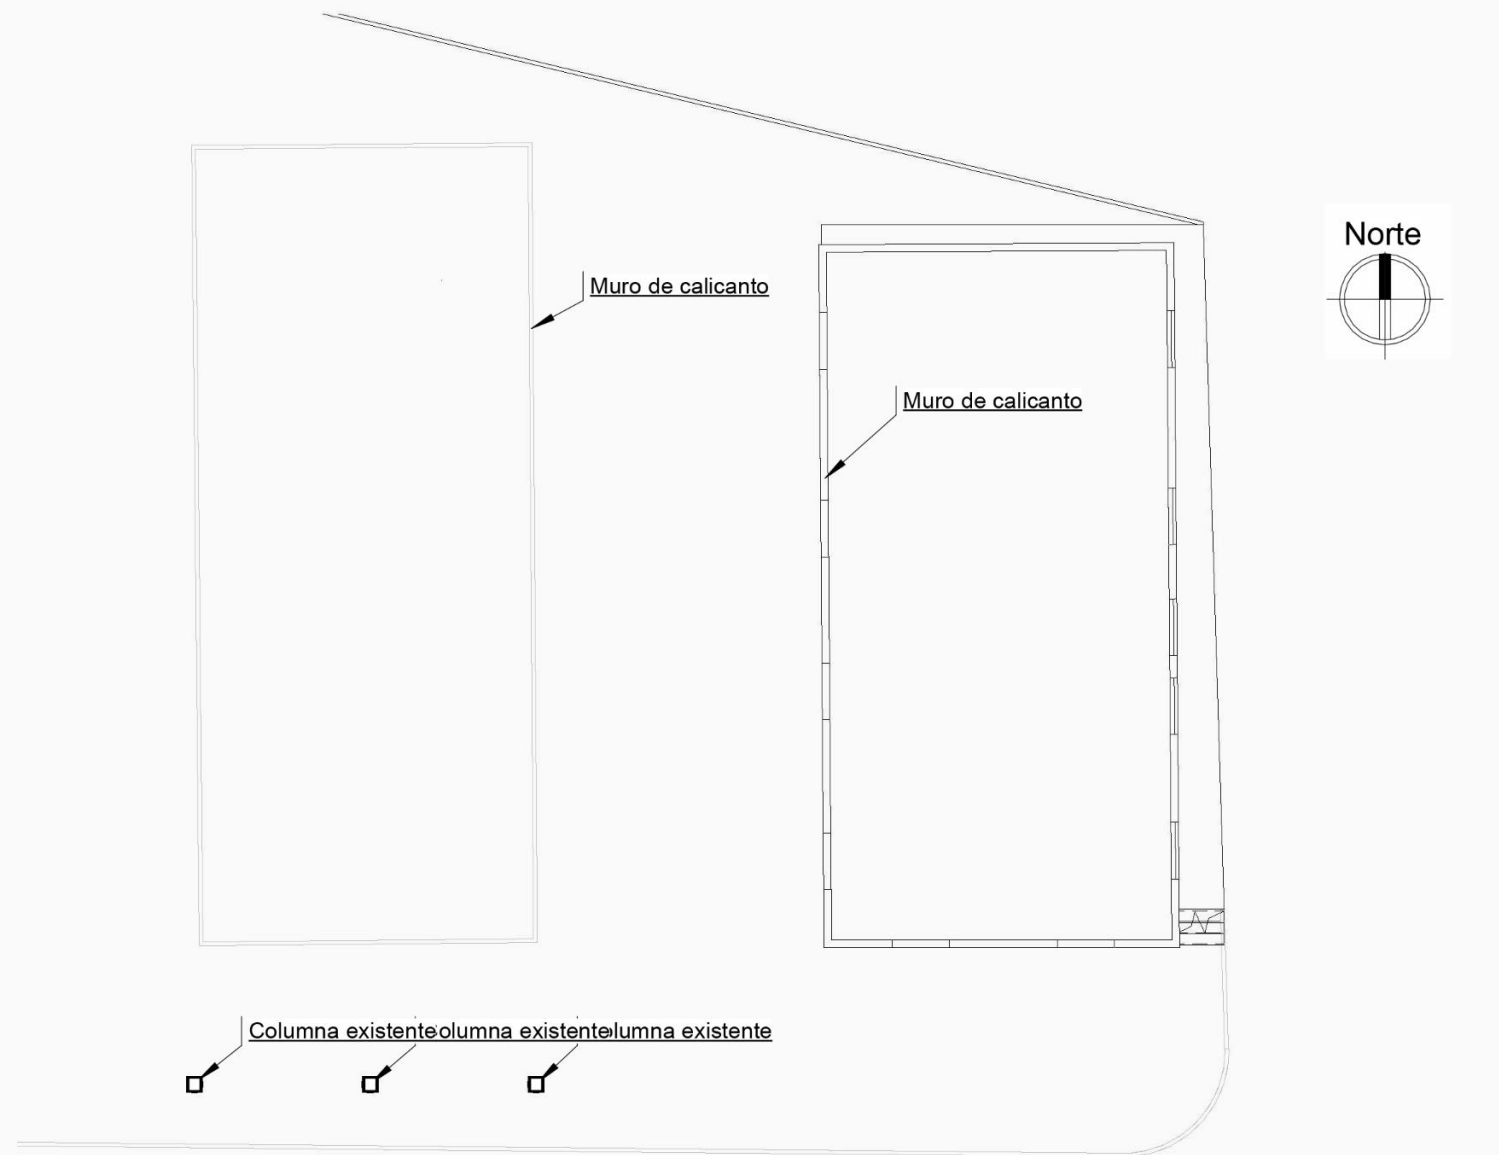 Norte
Muro de calicanto
Muro de calicanto
Columna existente olumna existente lumna existente